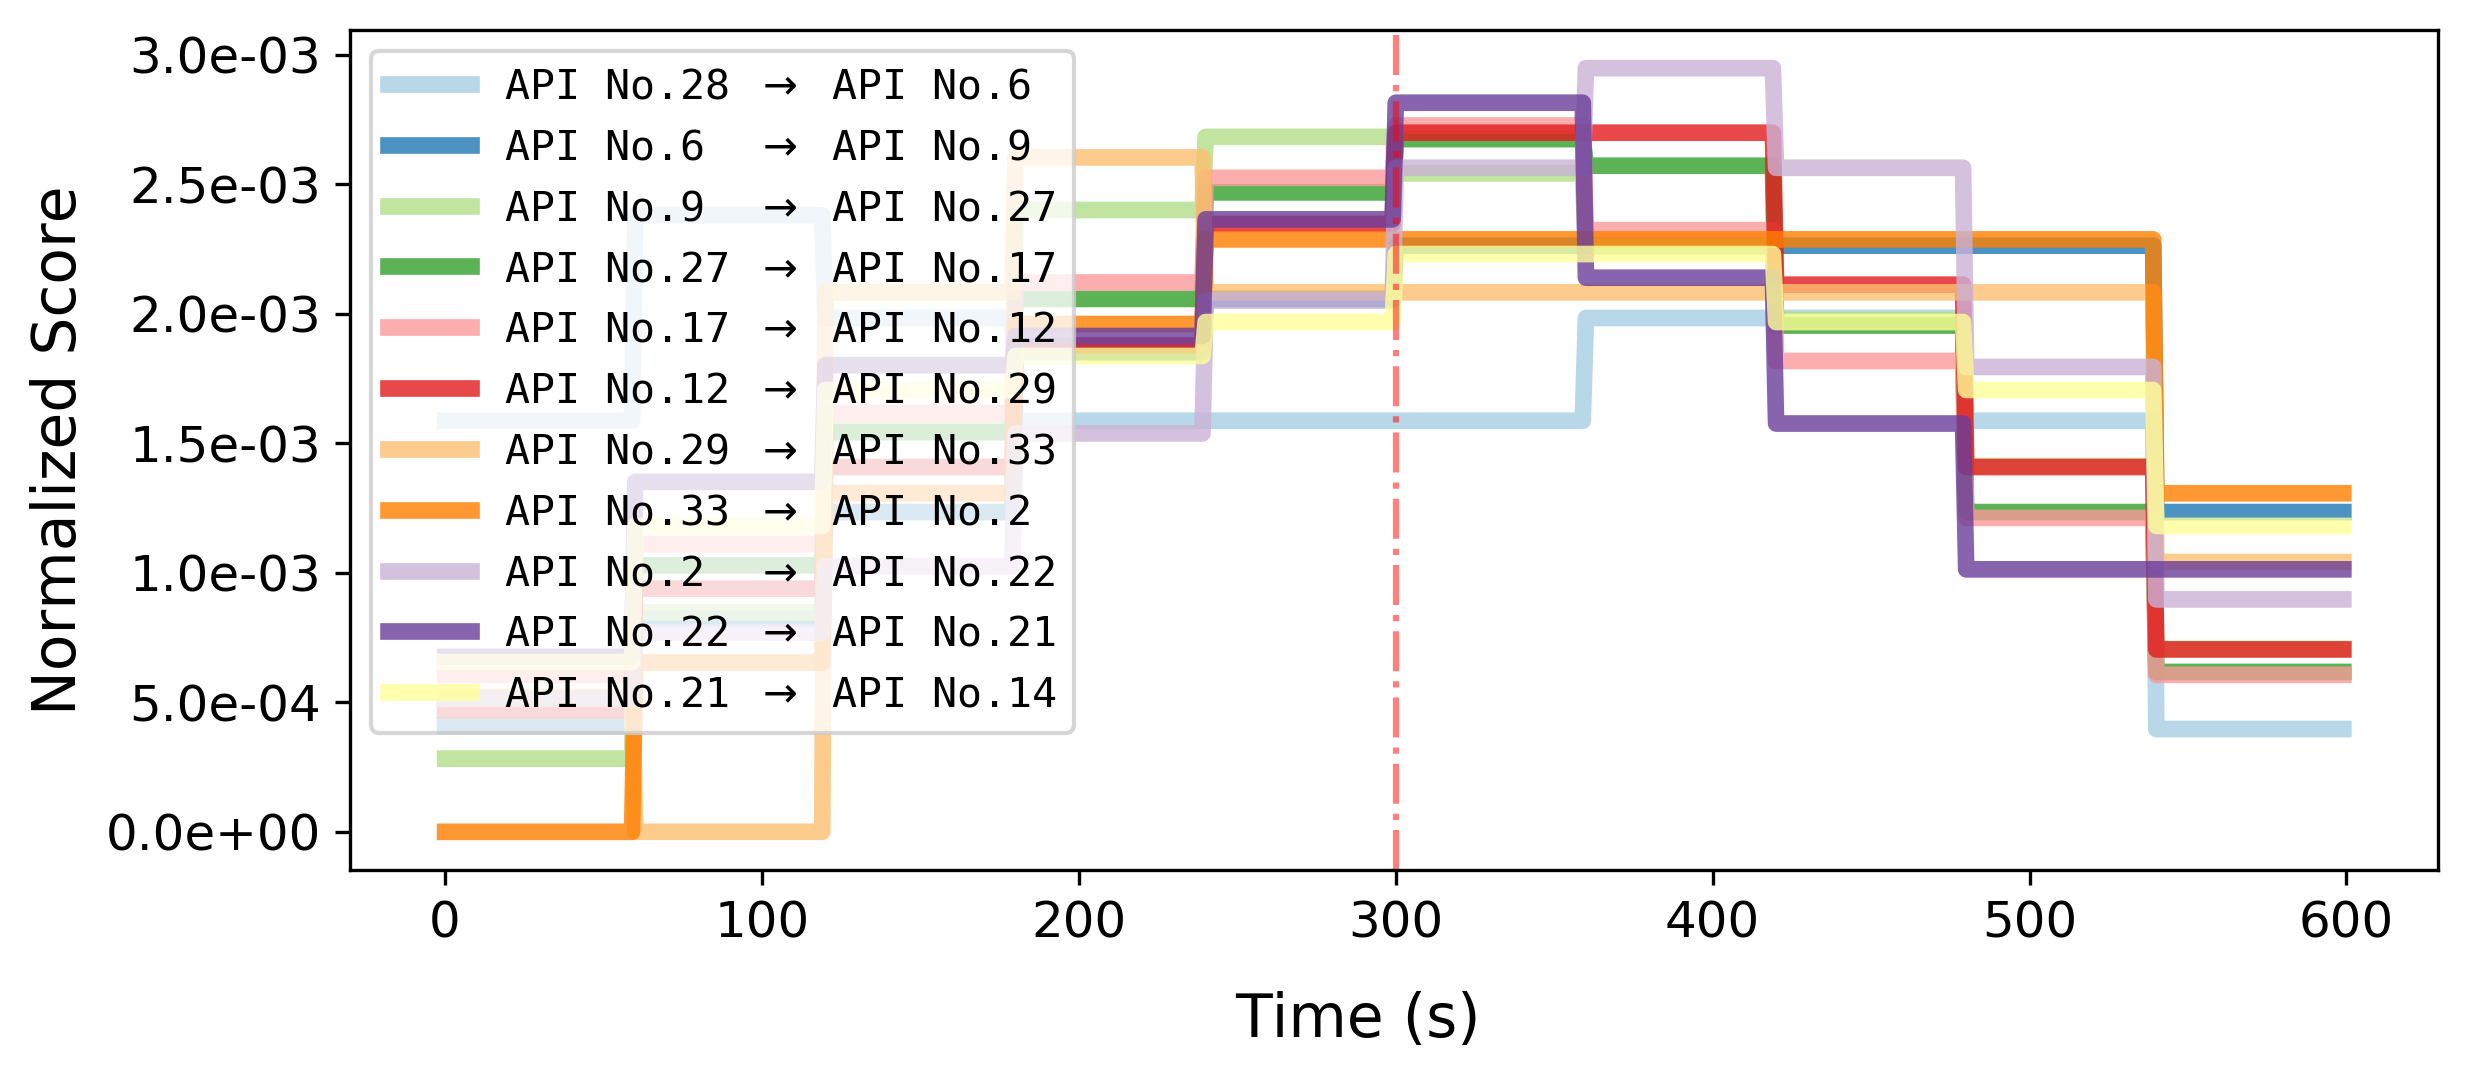 Normalized Score
3.0e-03
2.5e-03
2.0e-03
1.5e-03
1.0e-03
5.0e-04
0.0e+00
API No.28 → API No.6
API No.6 → API No.9
API No.9 → API No.27
API No.27 → API No.17
API No.17 → API No.12
API No.12 → API No.29
API No.29 → API No.33
API No.33 → API No.2
API No.2 → API No.22
API No.22 → API No.21
API No.21 → API No.14
0 100 200 300 400 500 600
Time (s)